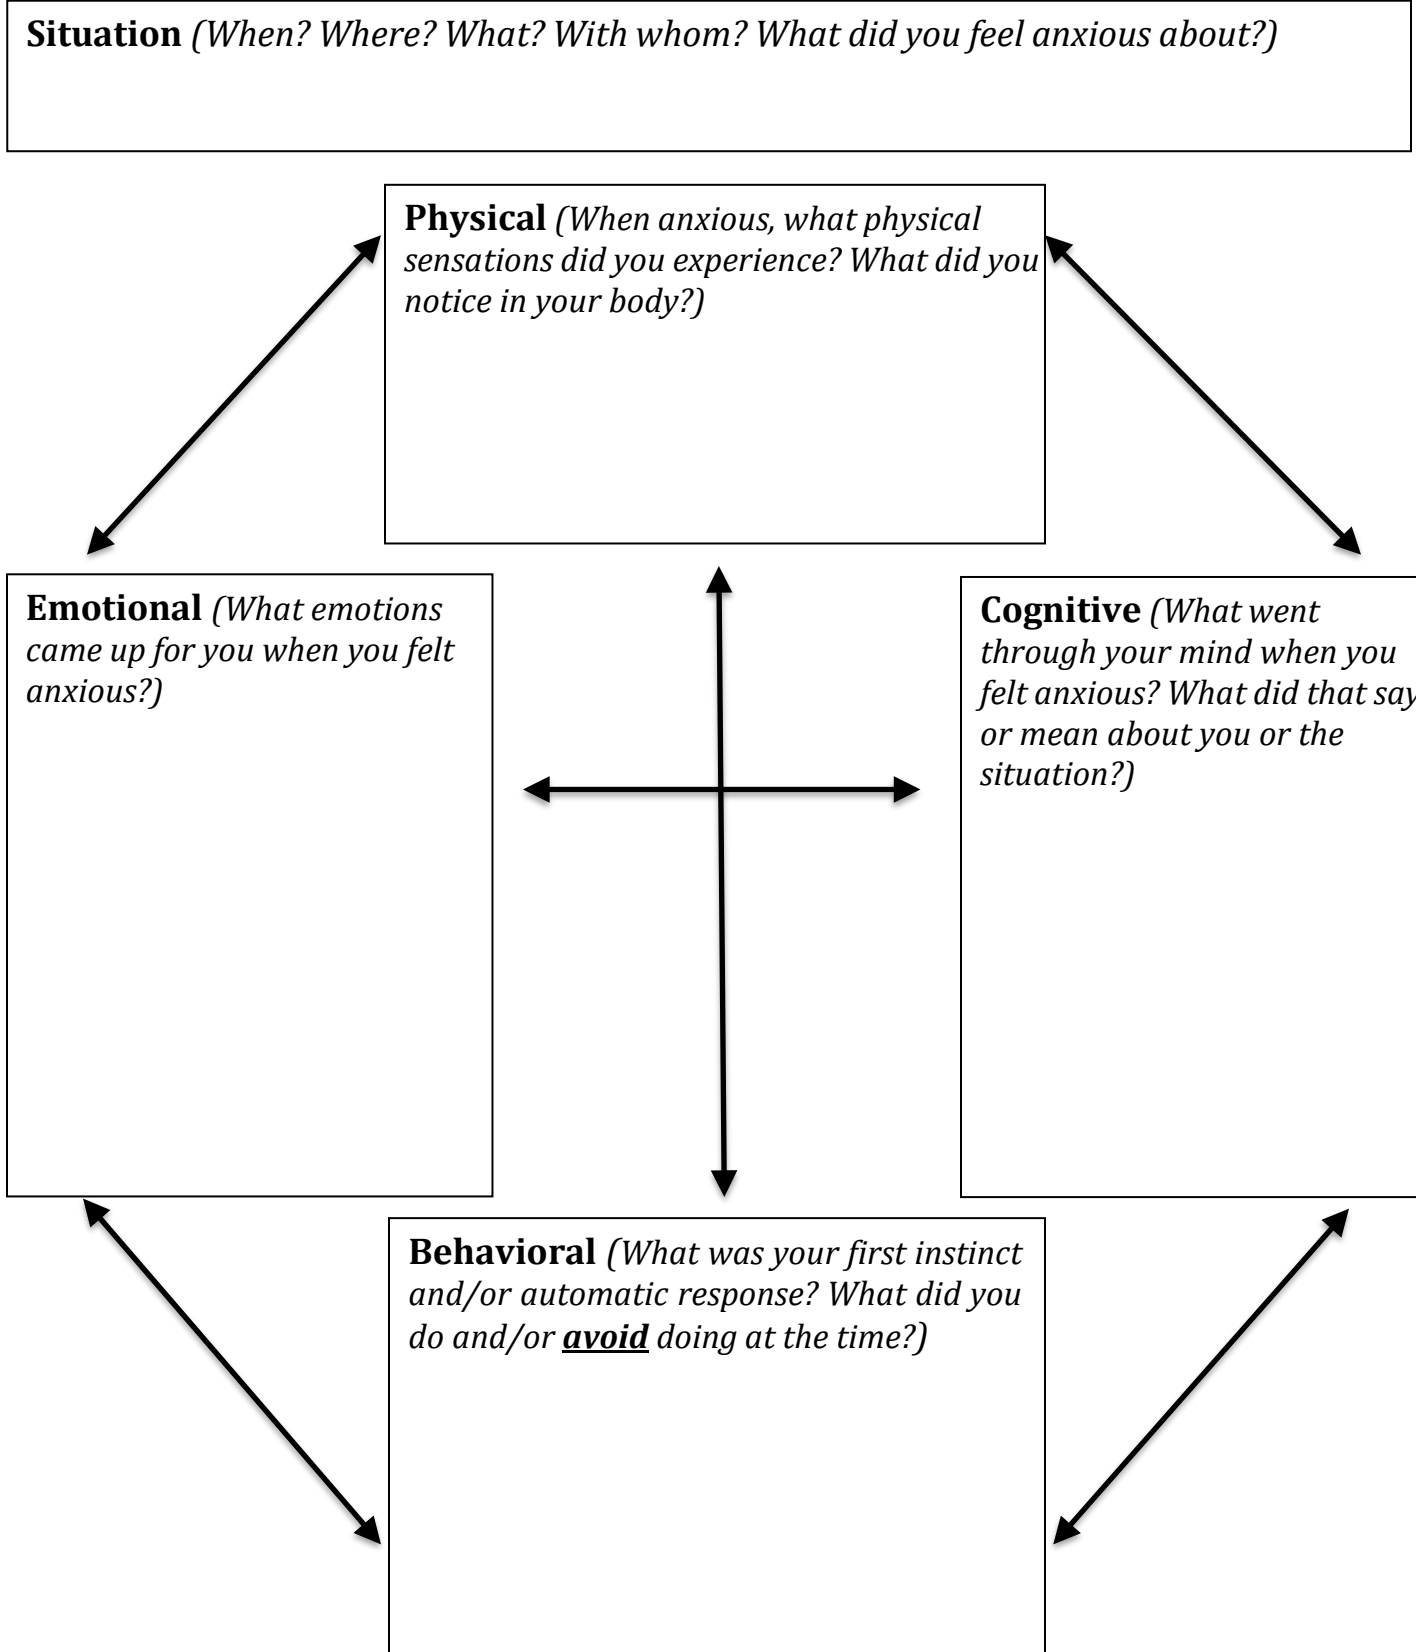 Situation (When? Where? What? With whom? What did you feel anxious about?)
Physical (When anxious, what physical
sensations did you experience? What did you
notice in your body?)
Emotional (What emotions
came up for you when you felt
anxious?)
Cognitive (What went
through your mind when you
felt anxious? What did that say
or mean about you or the
situation?)
Behavioral (What was your first instinct
and/or automatic response? What did you
do and/or avoid doing at the time?)